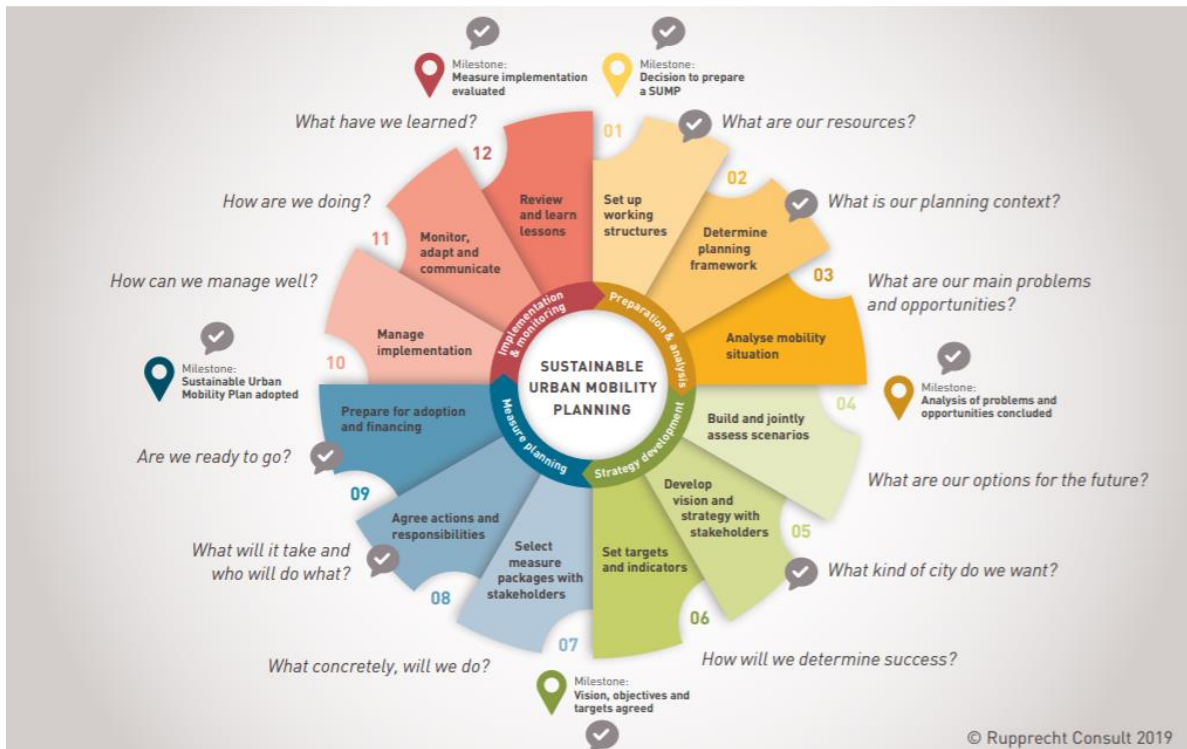 Milestone:
Measure implementation
evaluated
Milestone:
Decision to prepare
a SUMP
What have we learned?
What are our resources?
12
01
Review
and learn
lessons
Set up
working
structures
02
How are we doing?
What is our planning context?
11
Monitor,
adapt and
communicate
Determine
planning
framework
03
How can we manage well?
What are our main problems
and opportunities?
Manage
implementation
Analyse mobility
situation
10
Milestone:
Sustainable Urban
Mobility Plan adopted
Milestone:
Analysis of problems and
opportunities concluded
Implementation
& monitoring
Preparation & analysis
SUSTAINABLE
URBAN MOBILITY
PLANNING
Measure planning
Strategy development
04
Prepare for adoption
and financing
Build and jointly
assess scenarios
Are we ready to go?
What are our options for the future?
09
Agree actions and
responsibilities
Develop
vision and
strategy with
stakeholders
05
What will it take and
who will do what?
Select
measure
packages with
stakeholders
Set targets
and indicators
What kind of city do we want?
08
06
07
What concretely, will we do?
How will we determine success?
Milestone:
Vision, objectives and
targets agreed
© Rupprecht Consult 2019